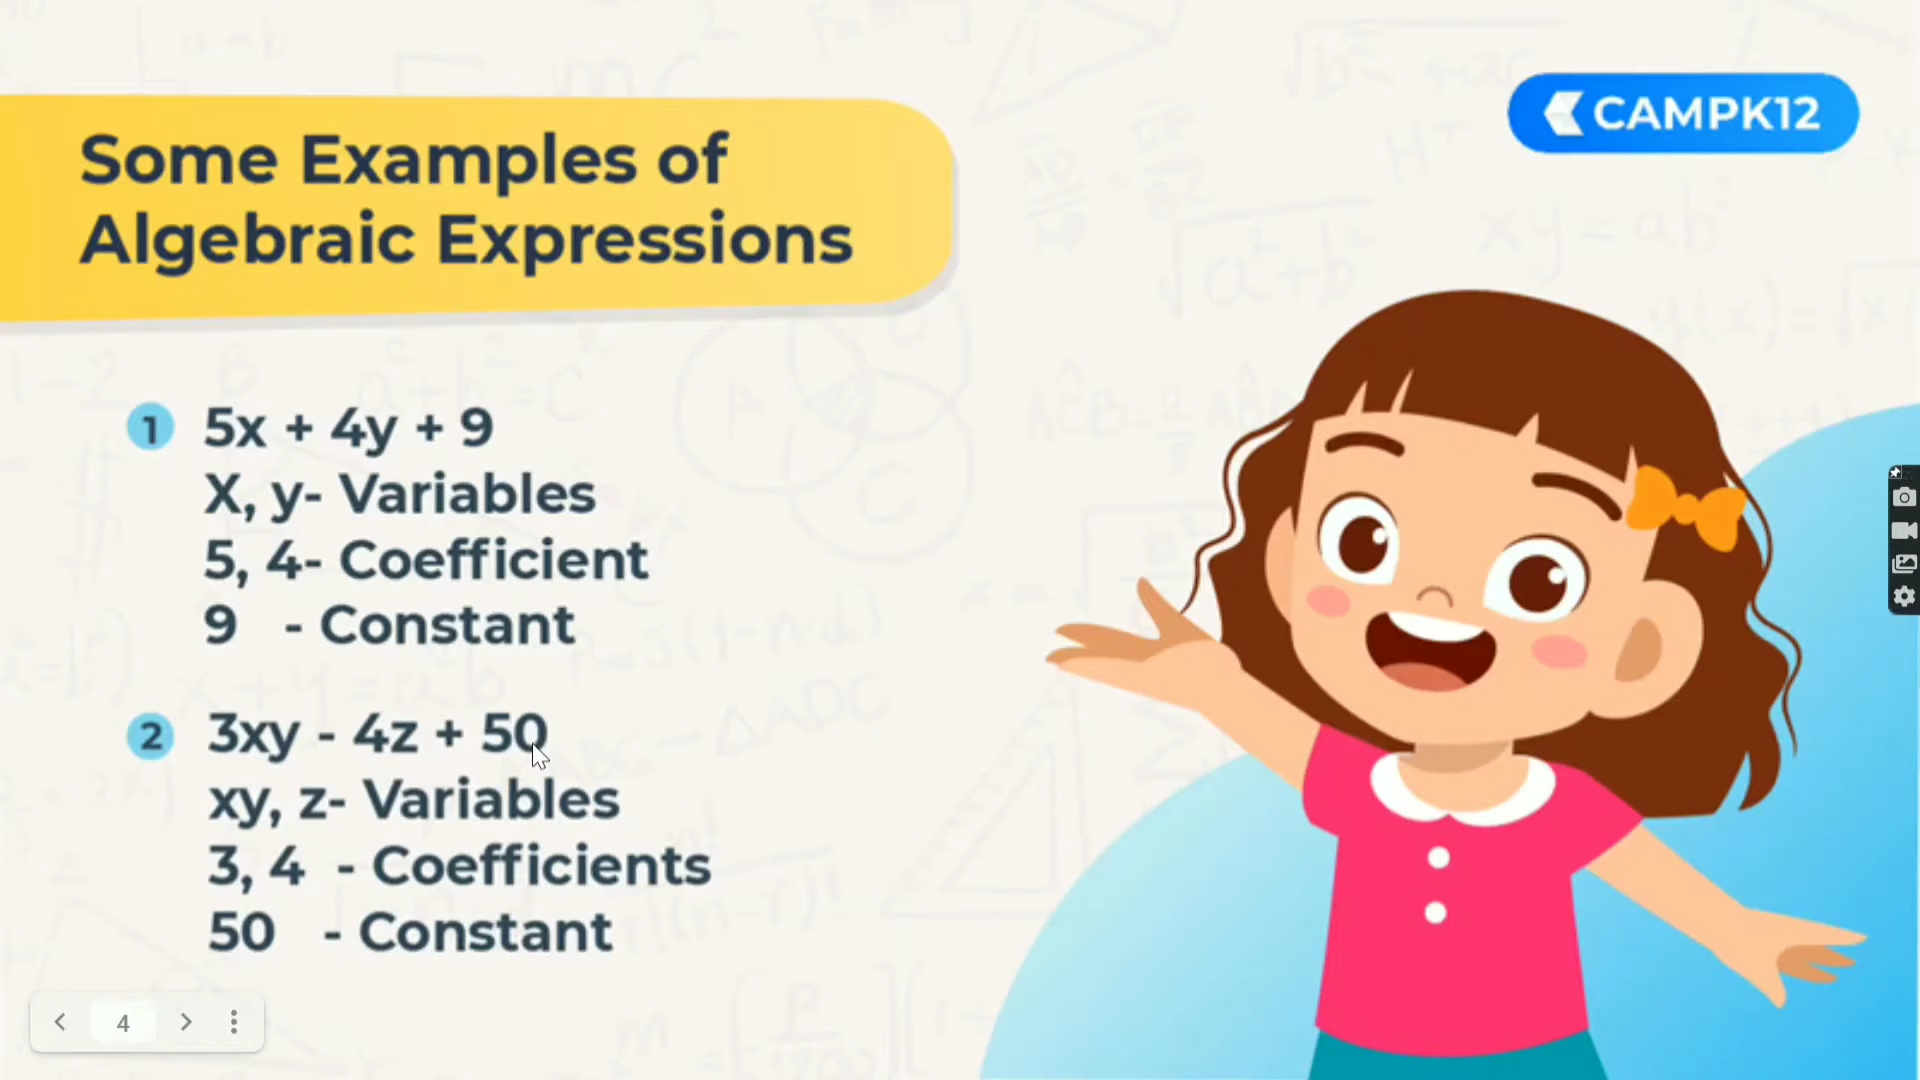 CAMPK12
Some Examples of
Algebraic Expressions
1 5x + 4y + 9
X, y- Variables
5, 4- Coefficient
9 - Constant
2 3xy - 4z + 50
xy, z- Variables
3, 4 - Coefficients
50 - Constant
4